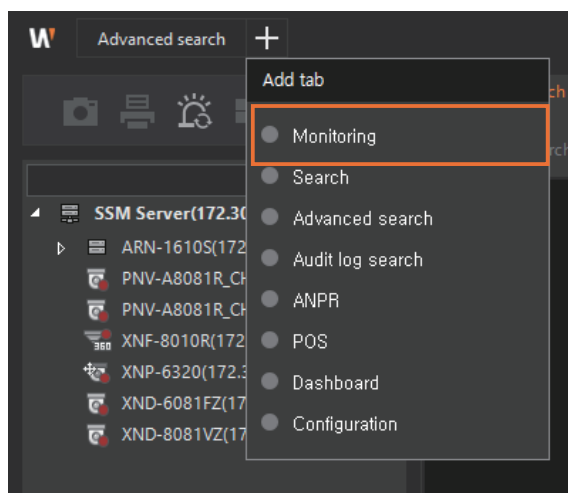 Advanced search
Add tab
Monitoring
Search
Advanced search
Audit log search
ANPR
POS
Dashboard
Configuration
SSM Server(172.30
ARN-1610S(172
PNV-A8081R_CH
PNV-A8081R_CH
XNF-8010R(172
XNP-6320(172.3
XND-6081FZ(17
XND-8081VZ(17